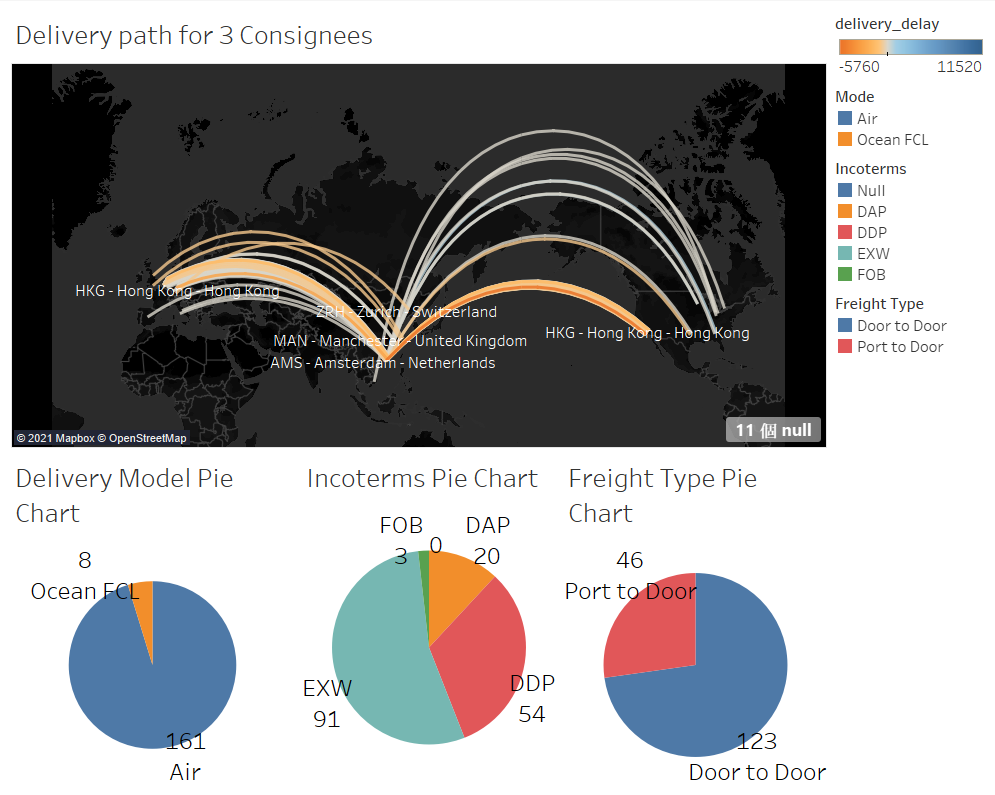 Delivery path for 3 Consignees
HKG - Hong Kong - Hong Kong
ZRH - Zurich - Switzerland
MAN - Manchester - United Kingdom
HKG - Hong Kong - Hong Kong
AMS - Amsterdam - Netherlands
© 2021 Mapbox © OpenStreetMap
11 個 null
delivery_delay
-5760 11520
Mode
Air
Ocean FCL
Incoterms
Null
DAP
DDP
EXW
FOB
Freight Type
Door to Door
Port to Door
Delivery Model Pie
Chart
8
Ocean FCL
161
Air
Incoterms Pie Chart
FOB
3
0
DAP
20
EXW
91
DDP
54
Freight Type Pie
Chart
46
Port to Door
123
Door to Door